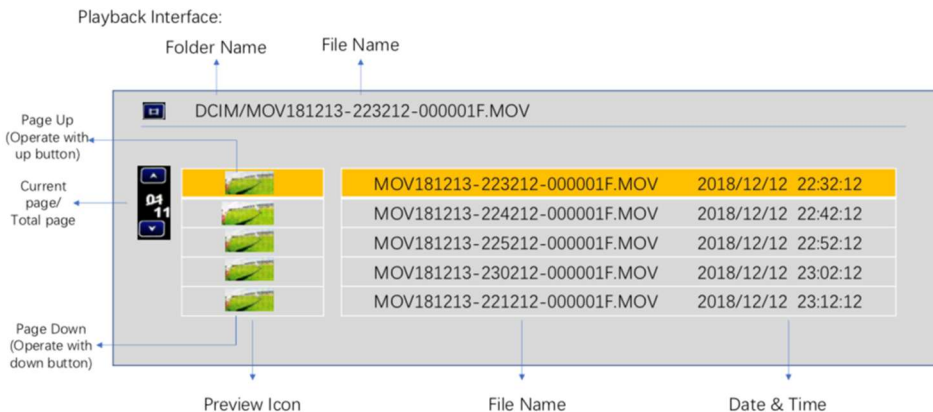 Playback Interface:
Folder Name
File Name
DCIM/MOV181213-223212-000001F.MOV
Page Up
(Operate with
up button)
Current
page/
Total page
01
11
MOV181213-223212-000001F.MOV 2018/12/12 22:32:12
MOV181213-224212-000001F.MOV 2018/12/12 22:42:12
MOV181213-225212-000001F.MOV 2018/12/12 22:52:12
MOV181213-230212-000001F.MOV 2018/12/12 23:02:12
MOV181213-221212-000001F.MOV 2018/12/12 23:12:12
Page Down
(Operate with
down button)
Preview Icon
File Name
Date & Time